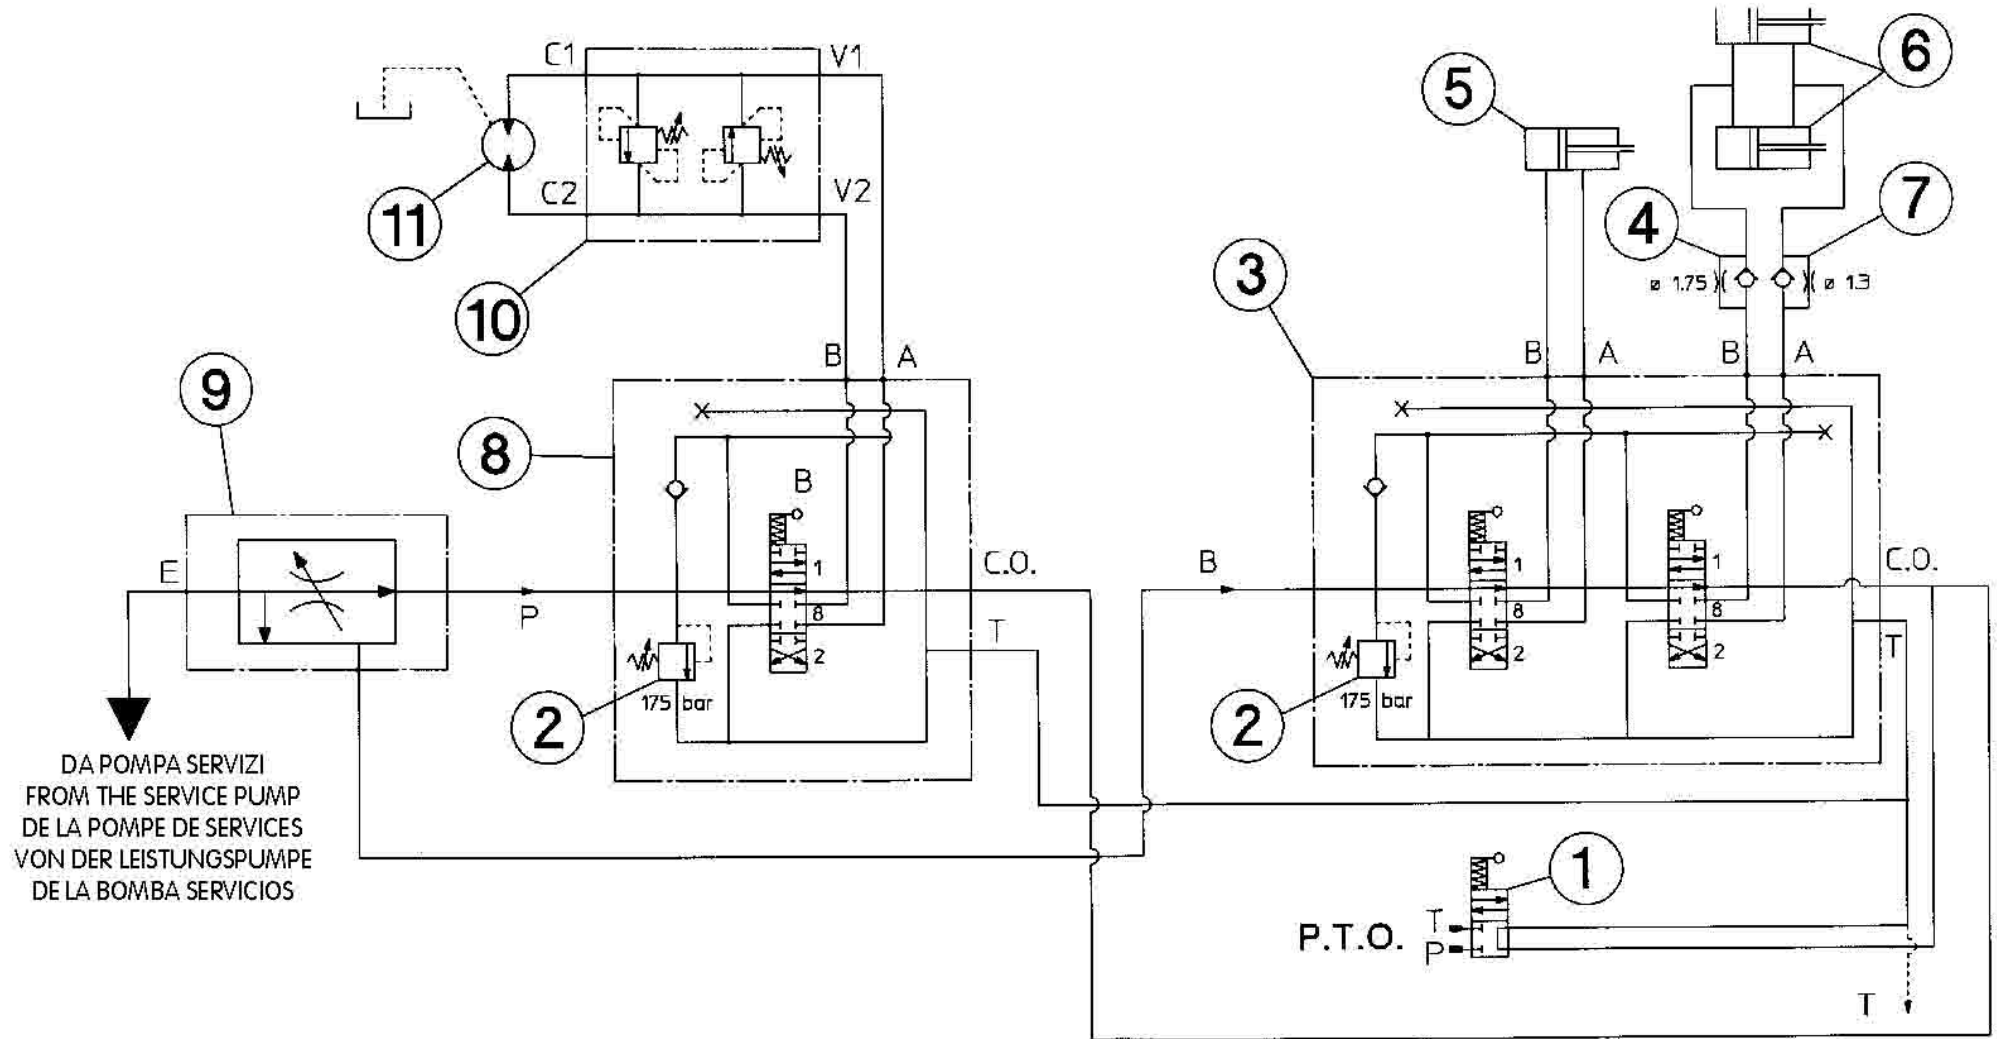 C1
V1
6
5
C2
V2
11
4
7
3
ø 1.75
ø 1.3
10
B
A
B
A
B
A
9
8
B
E
C.O.
B
C.O.
1
1
1
P
8
8
8
T
T
2
2
2
2
175 bar
2
175 bar
DA POMPA SERVIZI
FROM THE SERVICE PUMP
DE LA POMPE DE SERVICES
VON DER LEISTUNGSPUMPE
DE LA BOMBA SERVICIOS
1
T
P.T.O.
P
T